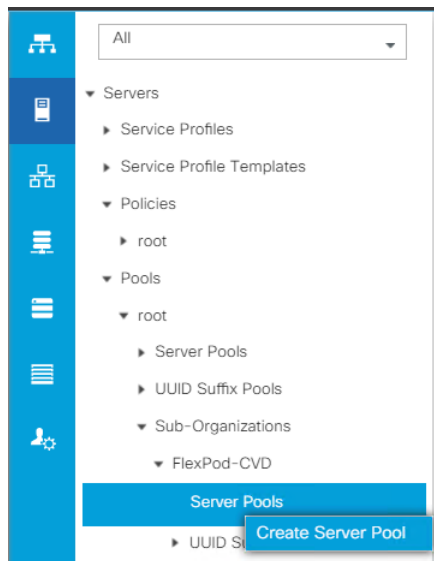 All
Servers
Service Profiles
Service Profile Templates
Policies
root
Pools
root
Server Pools
UUID Suffix Pools
Sub-Organizations
FlexPod-CVD
Server Pools
Create Server Pool
UUID